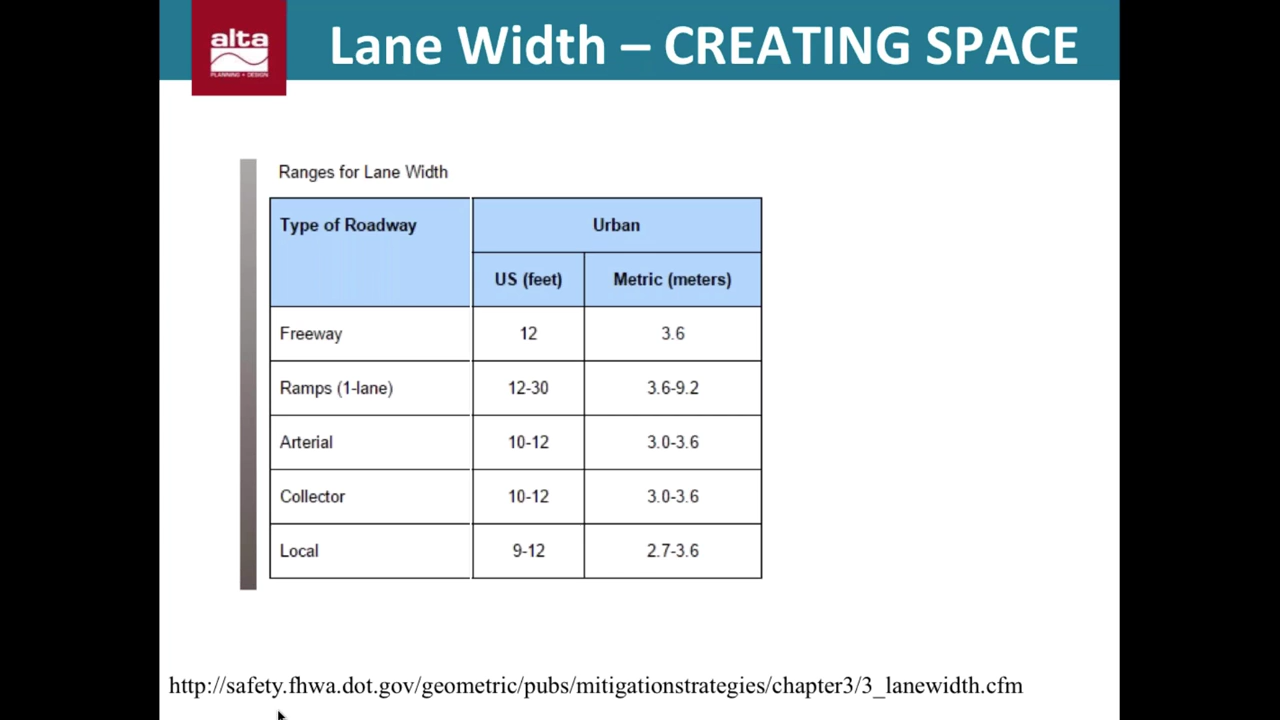 alta
PLANNING + DESIGN
Lane Width – CREATING SPACE
Ranges for Lane Width
Type of Roadway Urban
US (feet) Metric (meters)
Freeway 12 3.6
Ramps (1-lane) 12-30 3.6-9.2
Arterial 10-12 3.0-3.6
Collector 10-12 3.0-3.6
Local 9-12 2.7-3.6
http://safety.fhwa.dot.gov/geometric/pubs/mitigationstrategies/chapter3/3_lanewidth.cfm